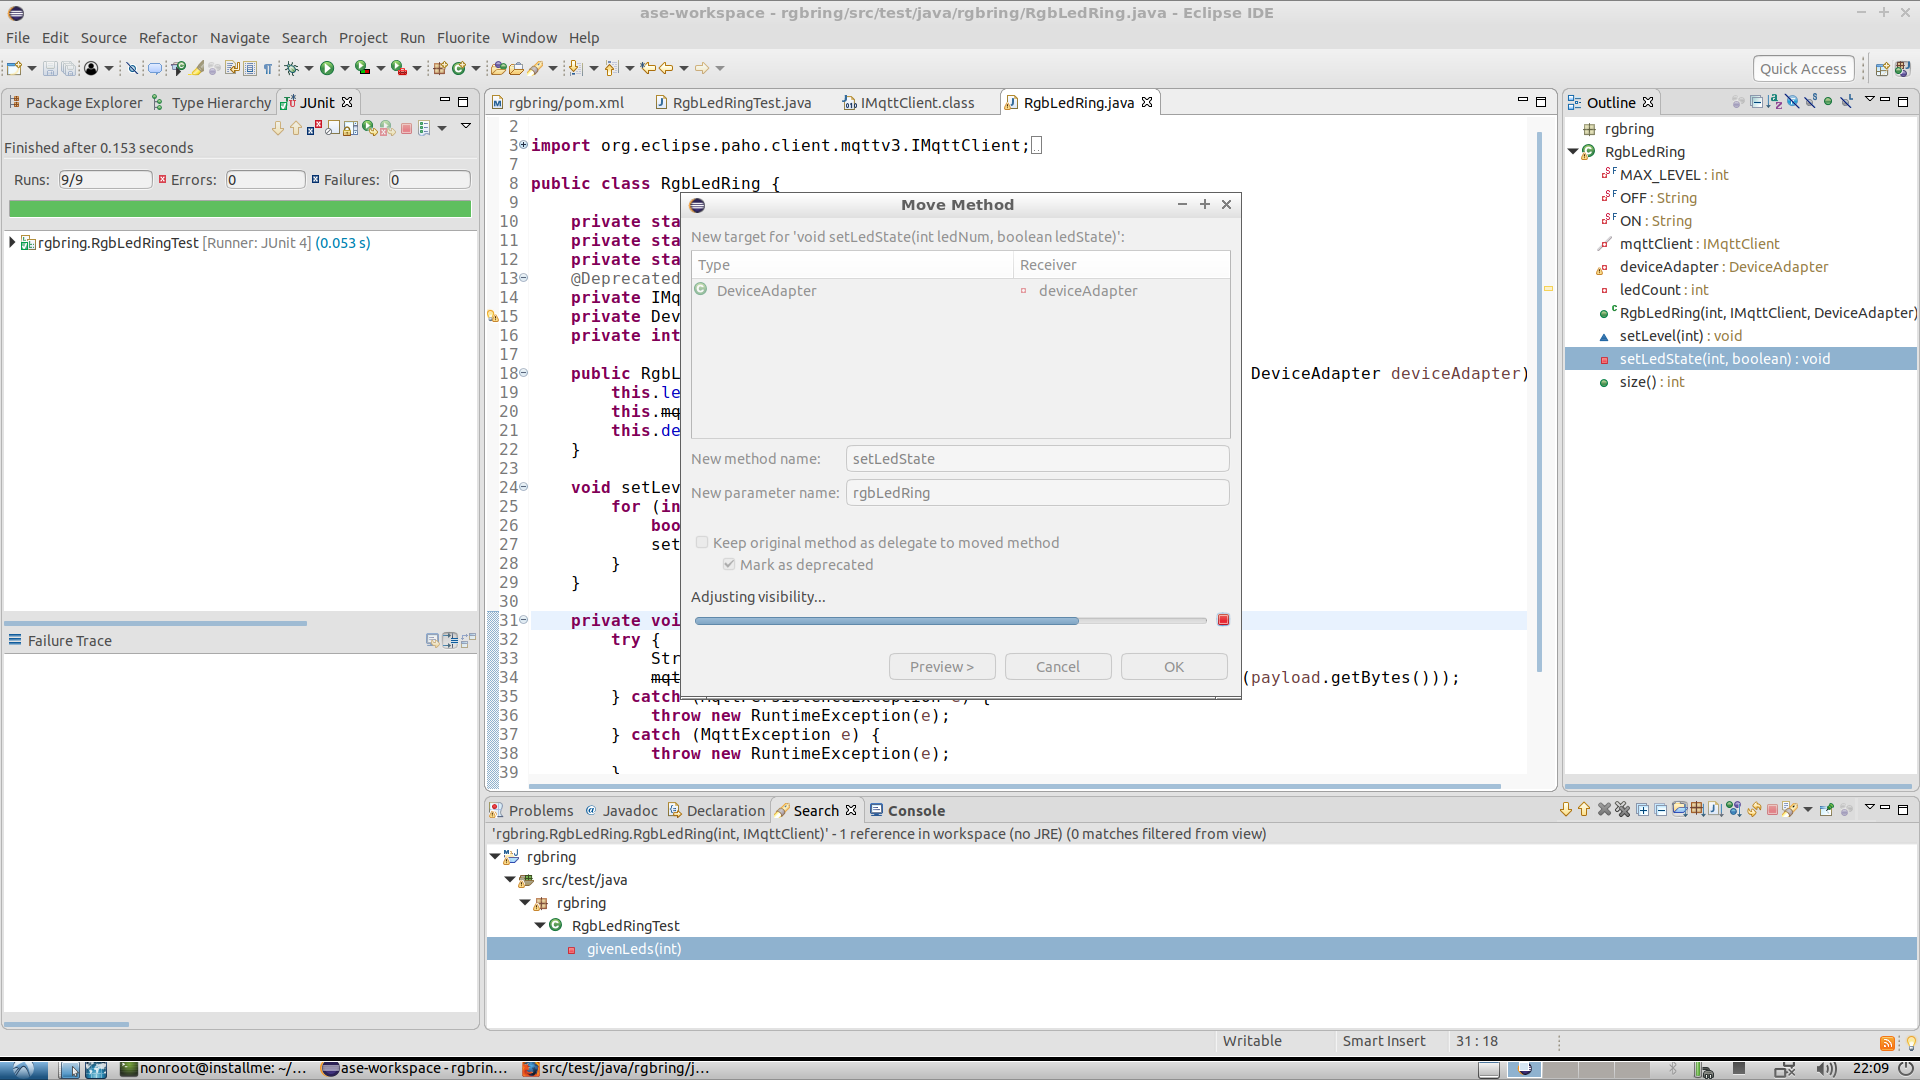 ase-workspace - rgbring/src/test/java/rgbring/RgbLedRing.java - Eclipse IDE
File Edit Source Refactor Navigate Search Project Run Fluorite Window Help
Quick Access
Package Explorer Type Hierarchy JUnit
Finished after 0.153 seconds
Runs: 9/9 Errors: 0 Failures: 0
rgbring.RgbLedRingTest [Runner: JUnit 4] (0.053 s)
Failure Trace
rgbring/pom.xml RgbLedRingTest.java IMqttClient.class RgbLedRing.java
2
3 import org.eclipse.paho.client.mqttv3.IMqttClient;
7
8 public class RgbLedRing {
9
10 private sta
11 private sta
12 private sta
13 @Deprecated
14 private IMq
15 private Dev
16 private int
17
18 public RgbL DeviceAdapter deviceAdapter)
19 this.le
20 this.mq
21 this.de
22 }
23
24 void setLev
25 for (in
26 boo
27 set
28 }
29 }
30
31 private voi
32 try {
33 Str
34 mqt (payload.getBytes()));
35 } catch (MqttPersistenceException e) {
36 throw new RuntimeException(e);
37 } catch (MqttException e) {
38 throw new RuntimeException(e);
39 }
Move Method
New target for 'void setLedState(int ledNum, boolean ledState)':
Type Receiver
DeviceAdapter deviceAdapter
New method name: setLedState
New parameter name: rgbLedRing
Keep original method as delegate to moved method
Mark as deprecated
Adjusting visibility...
Preview > Cancel OK
Outline
rgbring
RgbLedRing
MAX_LEVEL : int
OFF : String
ON : String
mqttClient : IMqttClient
deviceAdapter : DeviceAdapter
ledCount : int
RgbLedRing(int, IMqttClient, DeviceAdapter)
setLevel(int) : void
setLedState(int, boolean) : void
size() : int
Problems Javadoc Declaration Search Console
'rgbring.RgbLedRing.RgbLedRing(int, IMqttClient)' - 1 reference in workspace (no JRE) (0 matches filtered from view)
rgbring
src/test/java
rgbring
RgbLedRingTest
givenLeds(int)
Writable Smart Insert 31 : 18
nonroot@installme: ~/... ase-workspace - rgbrin... src/test/java/rgbring/j... 22:09